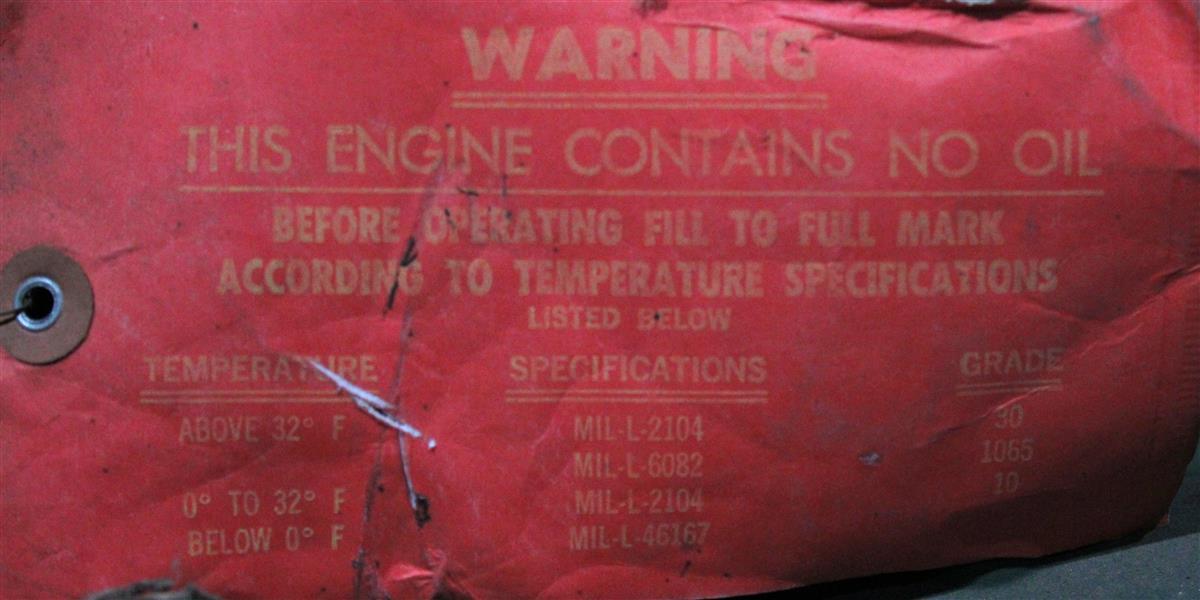 WARNING
THIS ENGINE CONTAINS NO OIL
BEFORE OPERATING FILL TO FULL MARK
ACCORDING TO TEMPERATURE SPECIFICATIONS
LISTED BELOW
TEMPERATURE SPECIFICATIONS GRADE
ABOVE 32° F MIL-L-2104 30
MIL-L-6082 1065
0° TO 32° F MIL-L-2104 10
BELOW 0° F MIL-L-46167